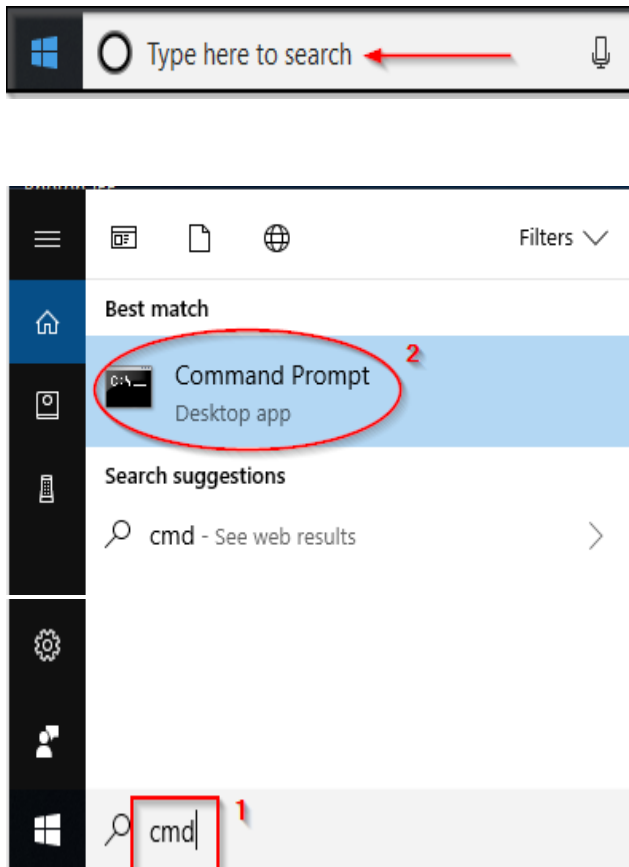 Type here to search
Filters
Best match
Command Prompt
2
Desktop app
Search suggestions
cmd - See web results
cmd
1